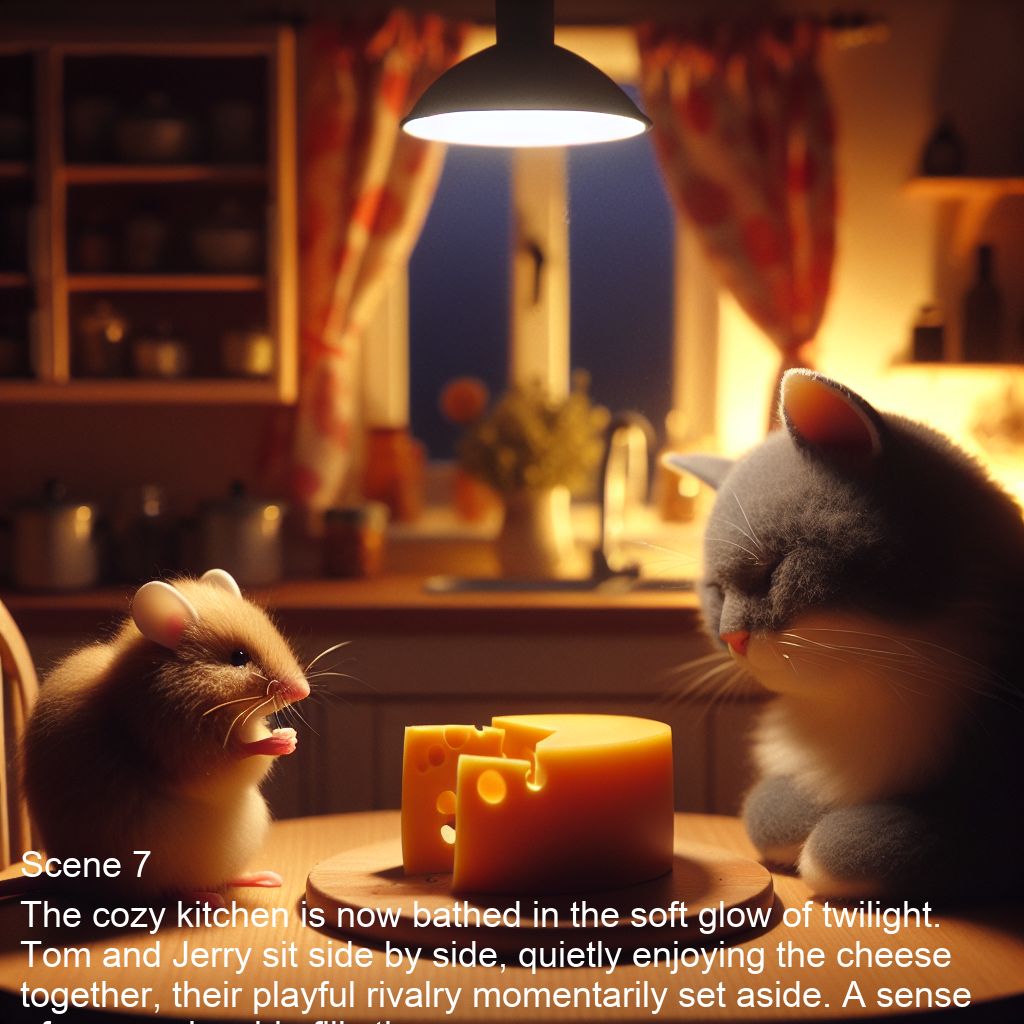 Scene 7
The cozy kitchen is now bathed in the soft glow of twilight.
Tom and Jerry sit side by side, quietly enjoying the cheese
together, their playful rivalry momentarily set aside. A sense